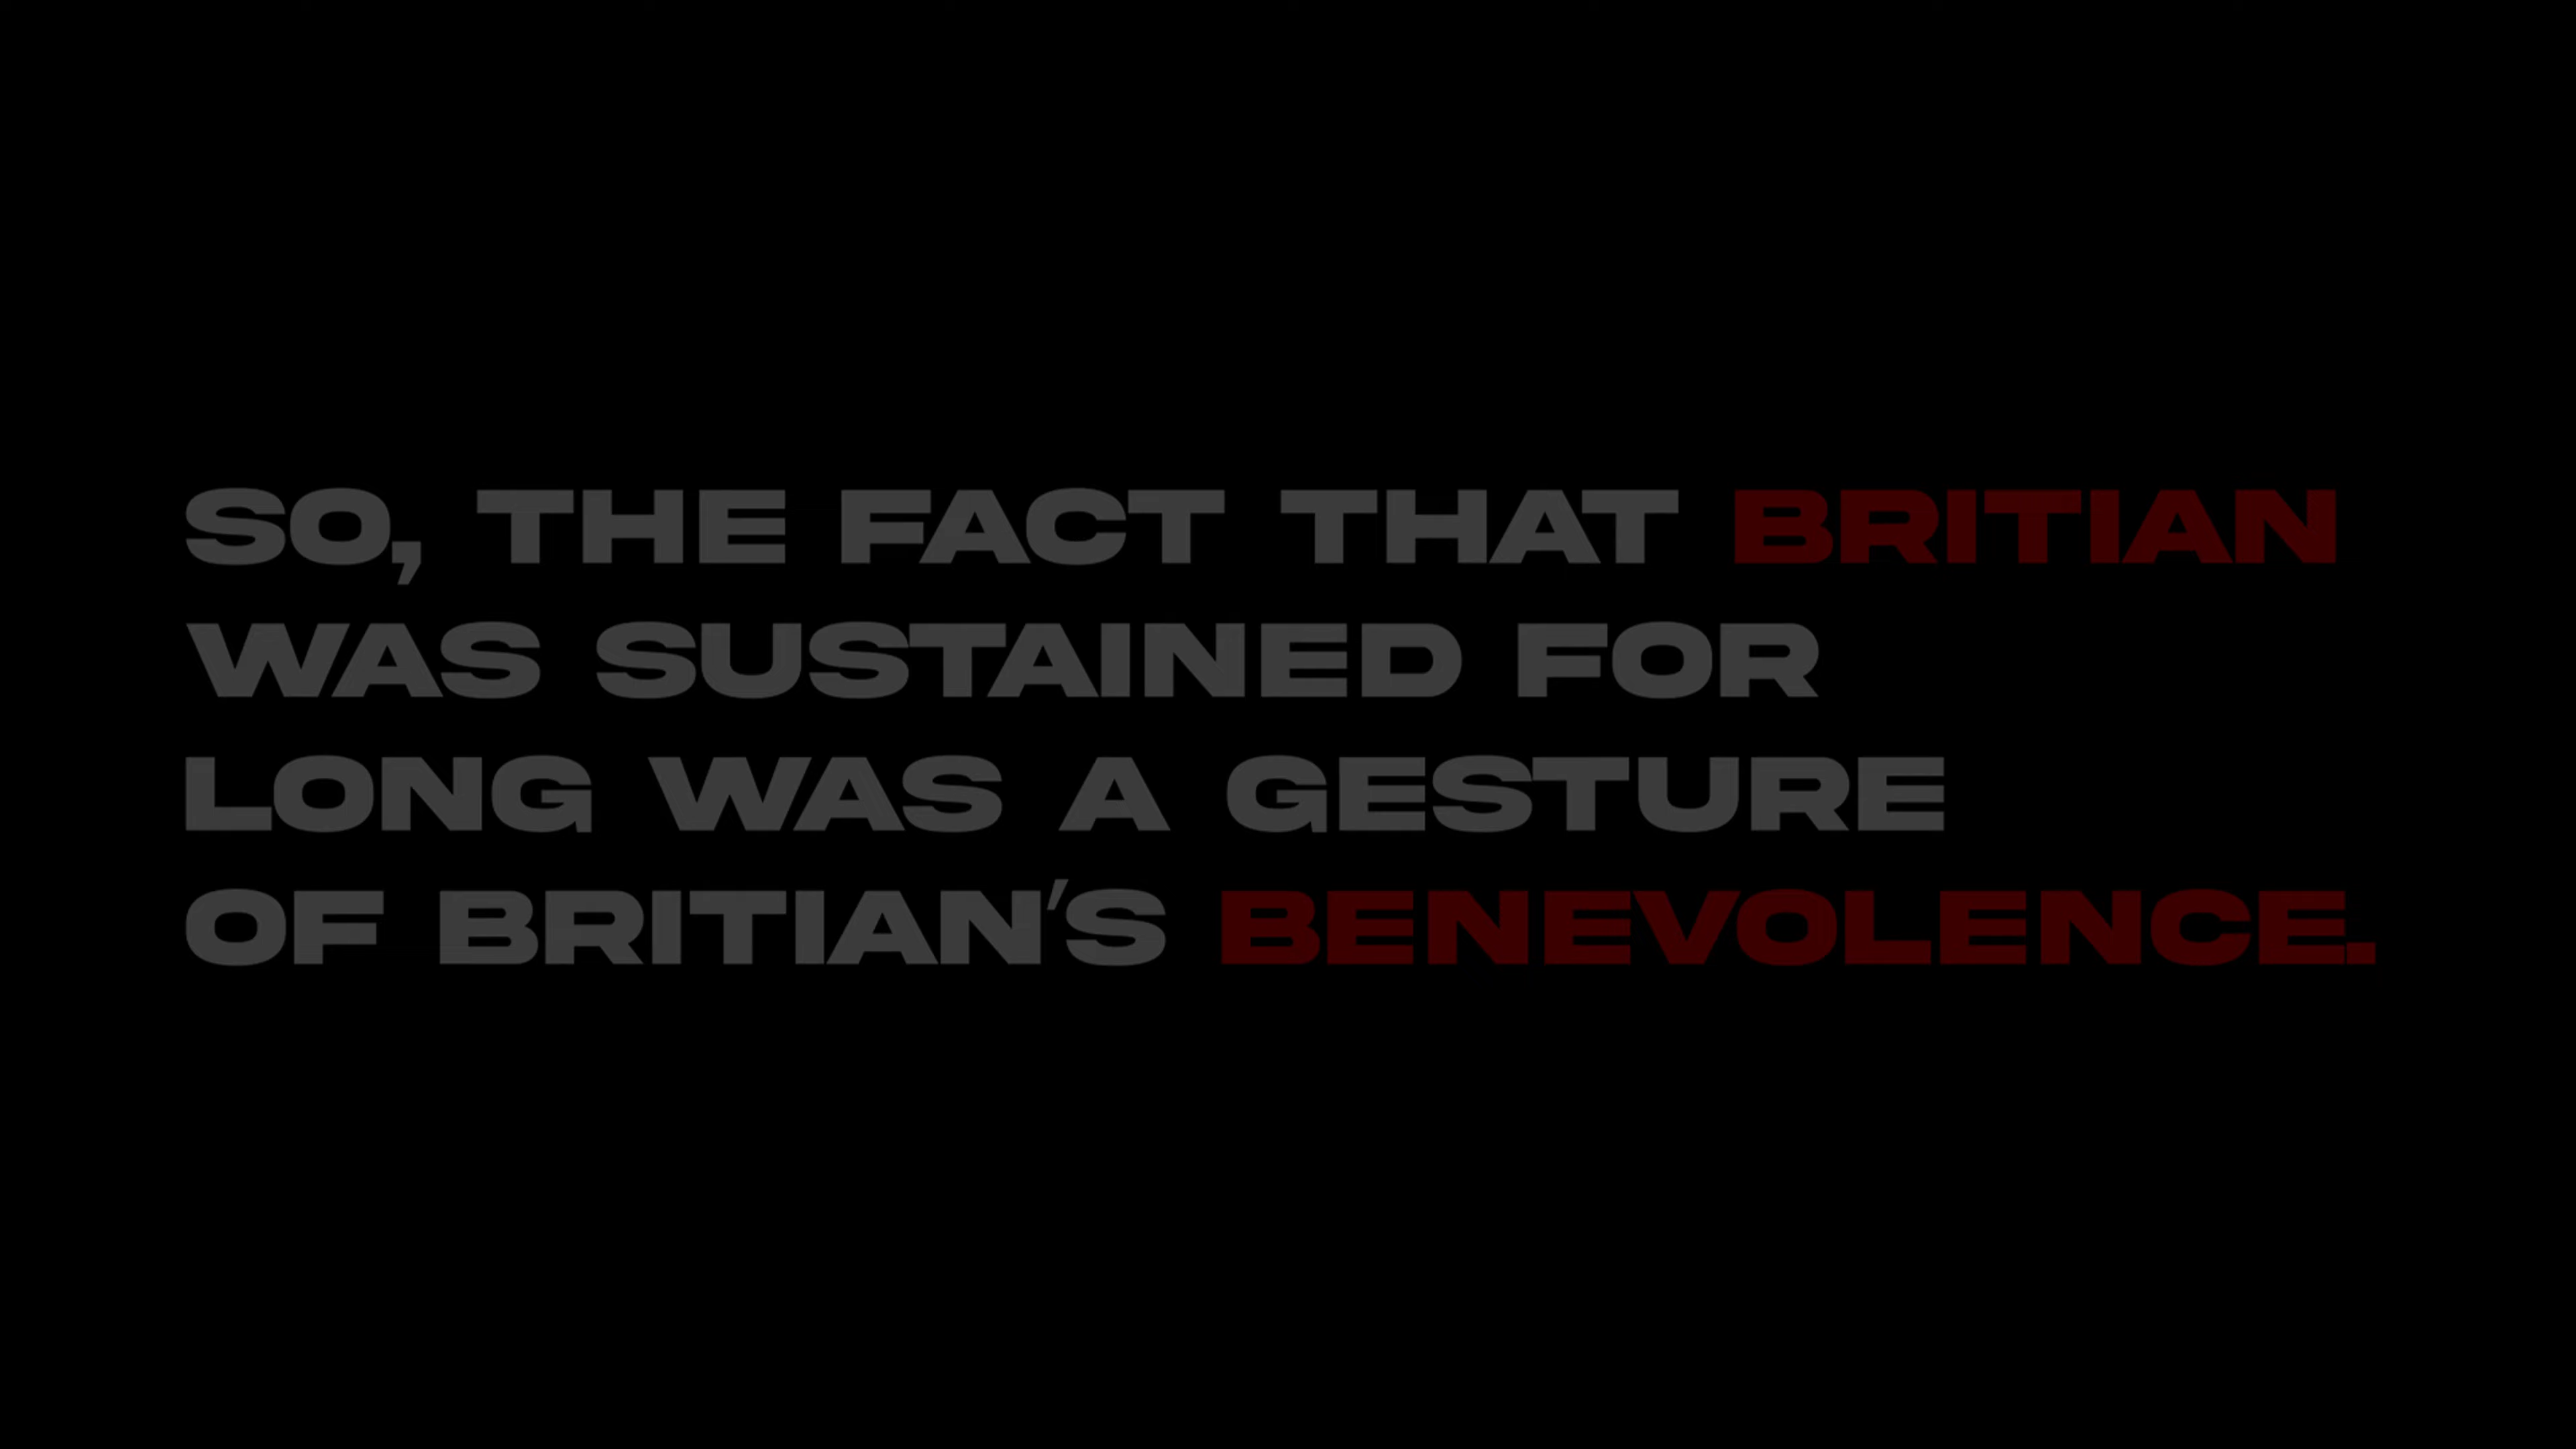 SO, THE FACT THAT BRITIAN
WAS SUSTAINED FOR
LONG WAS A GESTURE
OF BRITIAN'S BENEVOLENCE.